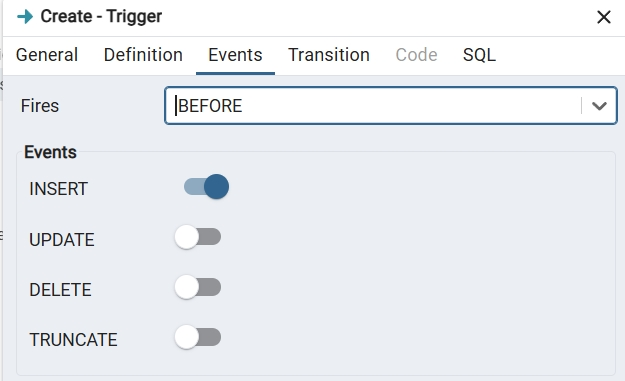 Create - Trigger
General Definition Events Transition Code SQL
Fires BEFORE
Events
INSERT
UPDATE
DELETE
TRUNCATE